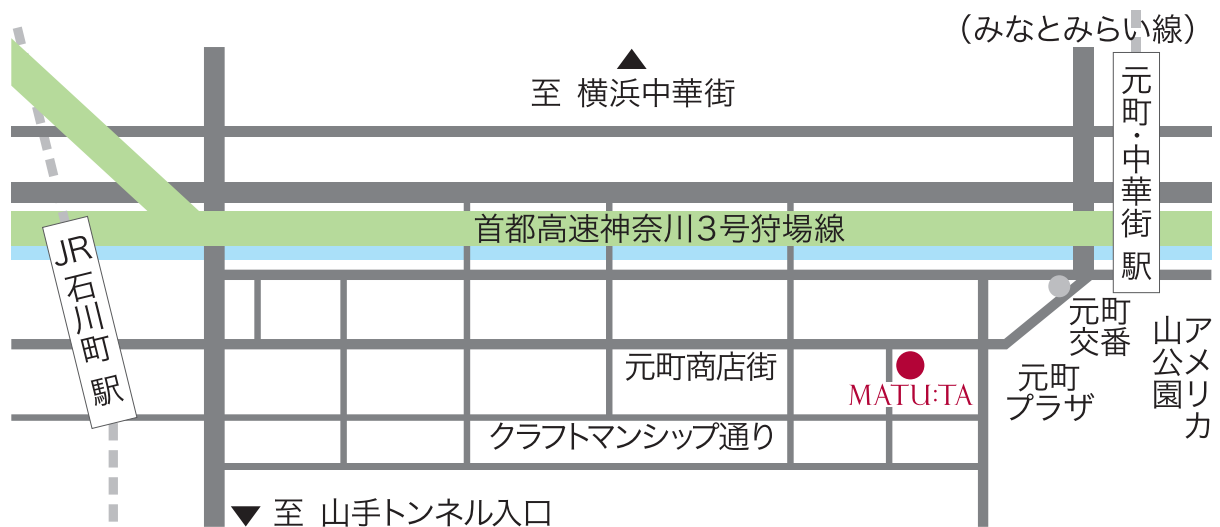 (みなとみらい線)
至 横浜中華街
元町・中華街 駅
首都高速神奈川3号狩場線
JR石川町 駅
元町
交番
アメリカ
山公園
元町商店街
元町
プラザ
MATU:TA
クラフトマンシップ通り
至 山手トンネル入口